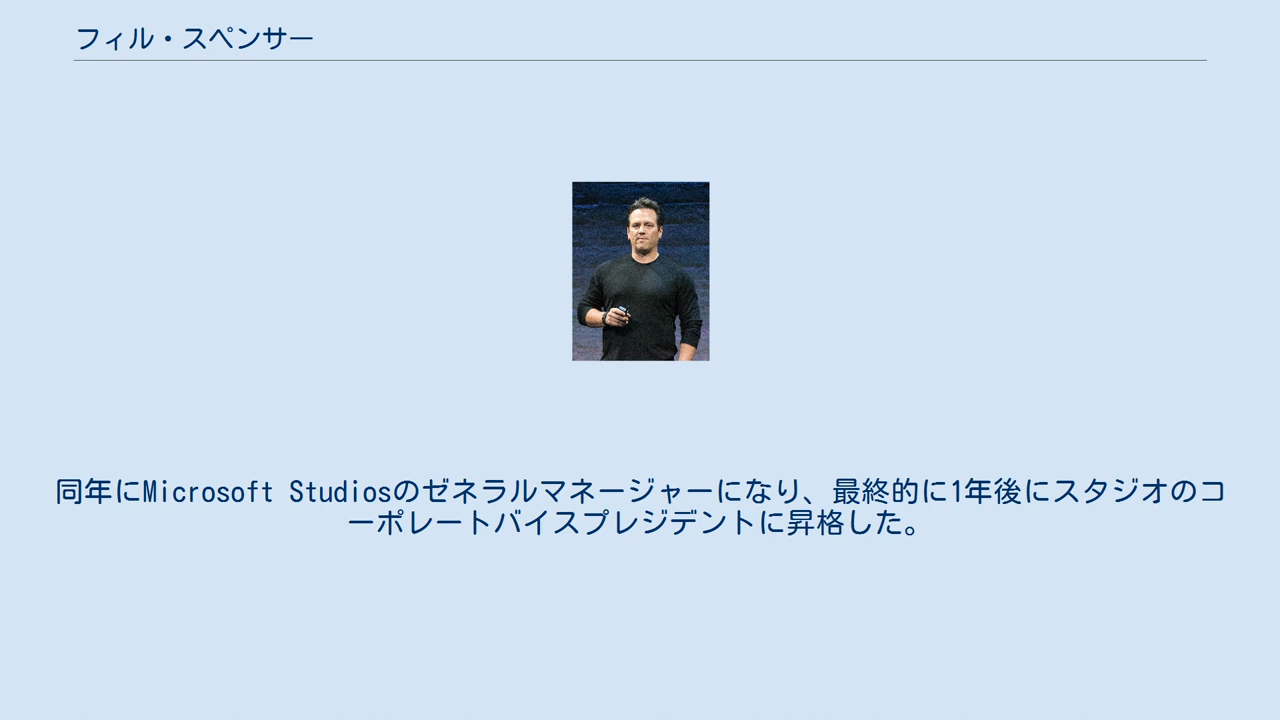 フィル・スペンサー
同年にMicrosoft Studiosのゼネラルマネージャーになり、最終的に1年後にスタジオのコ
ーポレートバイスプレジデントに昇格した。